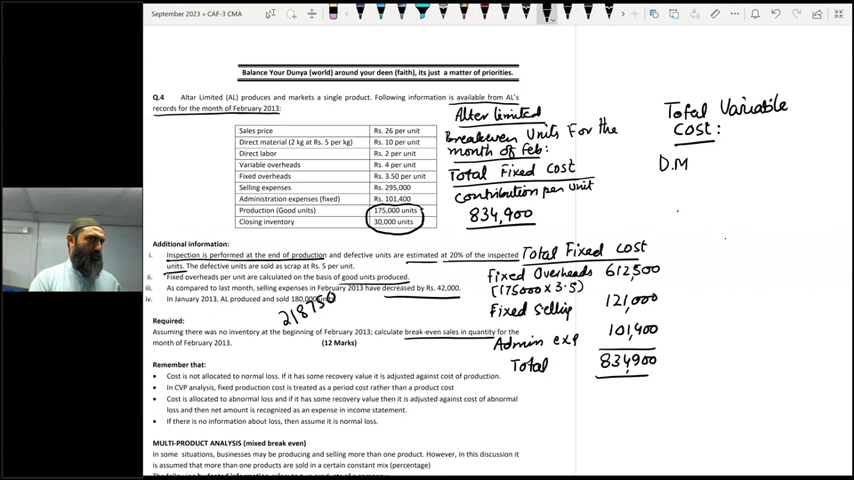 September 2023 » CAF-3 CMA
Balance Your Dunya (world) around your deen (faith), its just a matter of priorities.
Q.4 Altar Limited (AL) produces and markets a single product. Following information is available from AL's
records for the month of February 2013:
Sales price Rs. 26 per unit
Direct material (2 kg at Rs. 5 per kg) Rs. 10 per unit
Direct labor Rs. 2 per unit
Variable overheads Rs. 4 per unit
Fixed overheads Rs. 3.50 per unit
Selling expenses Rs. 295,000
Administration expenses (fixed) Rs. 101,400
Production (Good units) 175,000 units
Closing inventory 30,000 units
Additional information:
i. Inspection is performed at the end of production and defective units are estimated at 20% of the inspected
units. The defective units are sold as scrap at Rs. 5 per unit.
ii. Fixed overheads per unit are calculated on the basis of good units produced.
iii. As compared to last month, selling expenses in February 2013 have decreased by Rs. 42,000.
iv. In January 2013, AL produced and sold 180,000 units
218750
Required:
Assuming there was no inventory at the beginning of February 2013; calculate break-even sales in quantity for the
month of February 2013. (12 Marks)
Remember that:
• Cost is not allocated to normal loss. If it has some recovery value it is adjusted against cost of production.
• In CVP analysis, fixed production cost is treated as a period cost rather than a product cost
• Cost is allocated to abnormal loss and if it has some recovery value then it is adjusted against cost of abnormal
loss and then net amount is recognized as an expense in income statement.
• If there is no information about loss, then assume it is normal loss.
MULTI-PRODUCT ANALYSIS (mixed break even)
In some situations, businesses may be producing and selling more than one product. However, in this discussion it
is assumed that more than one products are sold in a certain constant mix (percentage)
Alter limited
Breakeven Units For the
month of Feb:
Total Fixed Cost
Contribution per unit
834,900
Total Fixed Cost
Fixed Overheads 612,500
(175000 x 3.5)
Fixed Selling 121,000
Admin exp 101,400
Total 834900
Total Variable
Cost:
D.M